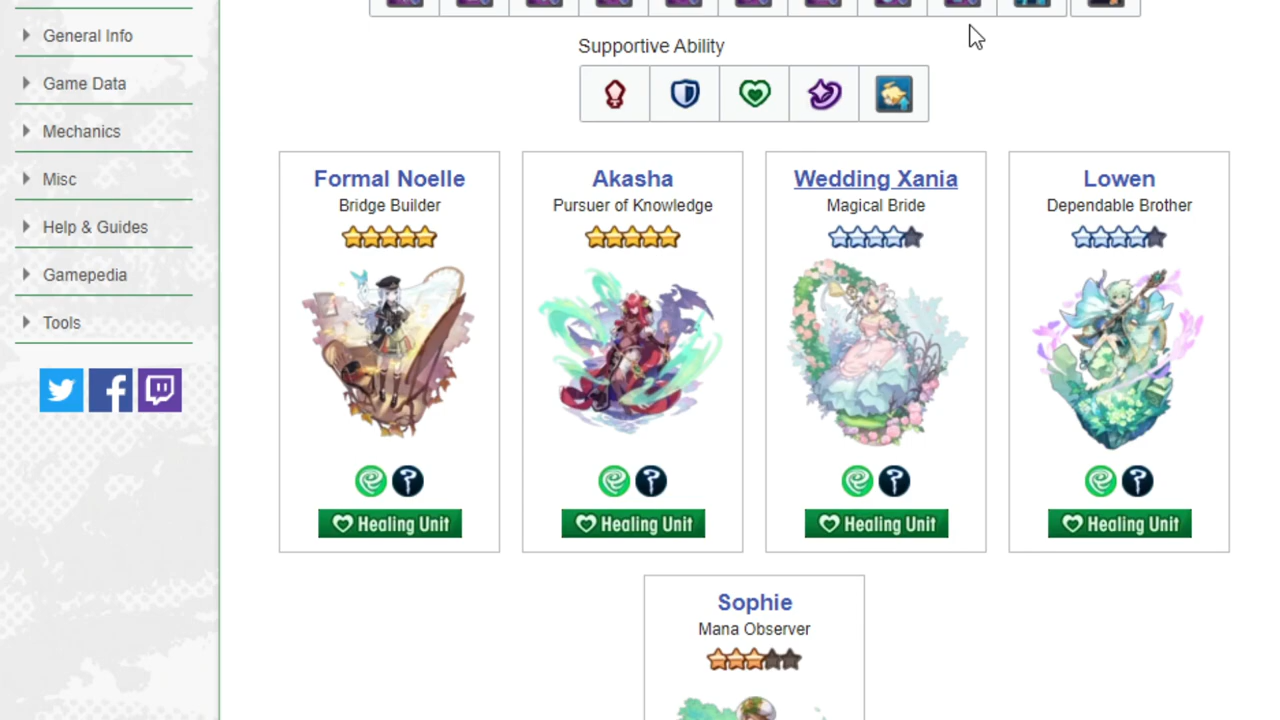 General Info
Game Data
Mechanics
Misc
Help & Guides
Gamepedia
Tools
Supportive Ability
Formal Noelle
Bridge Builder
Healing Unit
Akasha
Pursuer of Knowledge
Healing Unit
Wedding Xania
Magical Bride
Healing Unit
Lowen
Dependable Brother
Healing Unit
Sophie
Mana Observer